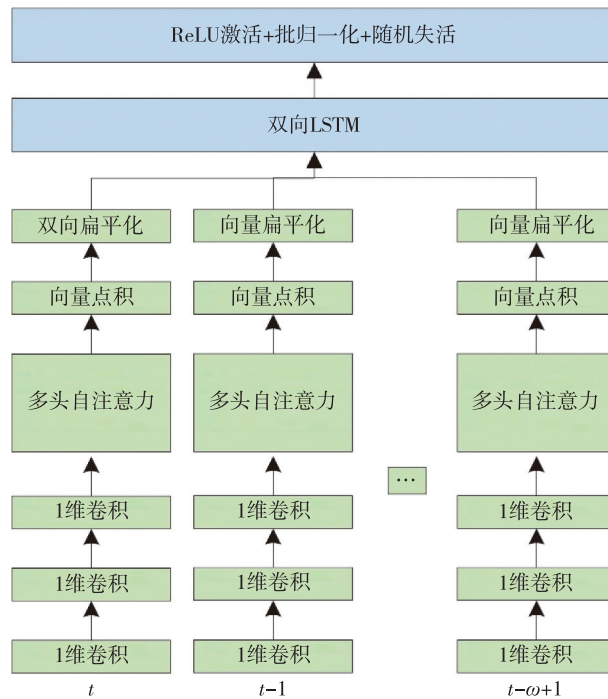 ReLU激活+批归一化+随机失活
双向LSTM
双向扁平化 向量扁平化 向量扁平化
向量点积 向量点积 向量点积
多头自注意力 多头自注意力 多头自注意力
...
1维卷积 1维卷积 1维卷积
1维卷积 1维卷积 1维卷积
1维卷积 1维卷积 1维卷积
t t-1 t-ω+1